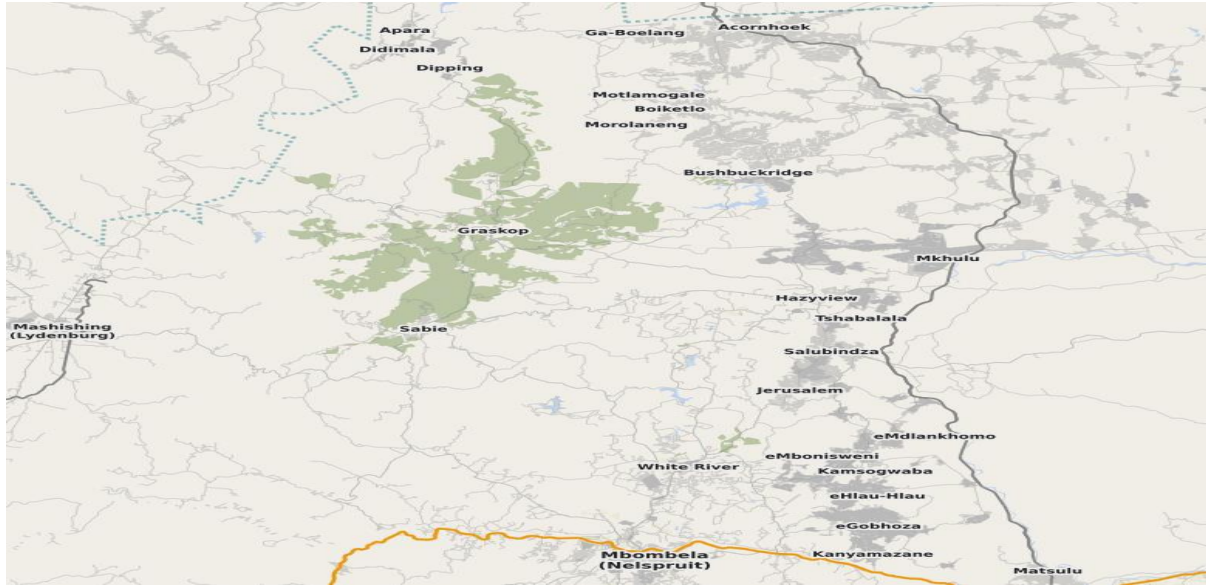 Apara
Ga-Boelang
Acornhoek
Didimala
Dipping
Motlamogale
Boiketlo
Morolaneng
Bushbuckridge
Graskop
Mkhulu
Hazyview
Tshabalala
Mashishing
(Lydenburg)
Sabie
Salubindza
Jerusalem
eMdlankhomo
eMbonisweni
White River
Kamsogwaba
eHlau-Hlau
eGobhoza
Mbombela
(Nelspruit)
Kanyamazane
Matsulu